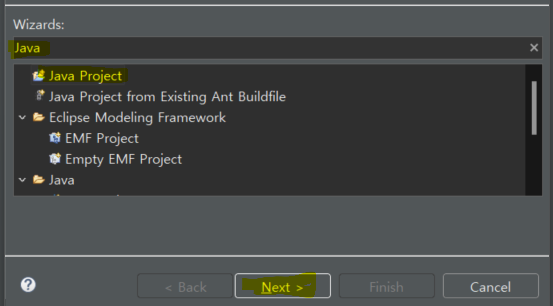 Wizards:
Java
Java Project
Java Project from Existing Ant Buildfile
Eclipse Modeling Framework
EMF Project
Empty EMF Project
Java
< Back
Next >
Finish
Cancel